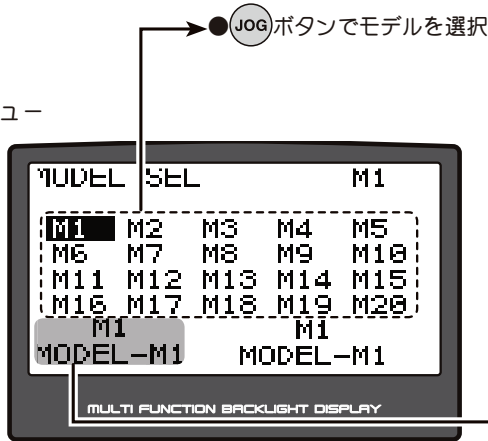 ●JOGボタンでモデルを選択
ュー
MODEL SEL M1
M1 M2 M3 M4 M5
M6 M7 M8 M9 M10
M11 M12 M13 M14 M15
M16 M17 M18 M19 M20
M1 M1
MODEL-M1 MODEL-M1
MULTI FUNCTION BACKLIGHT DISPLAY